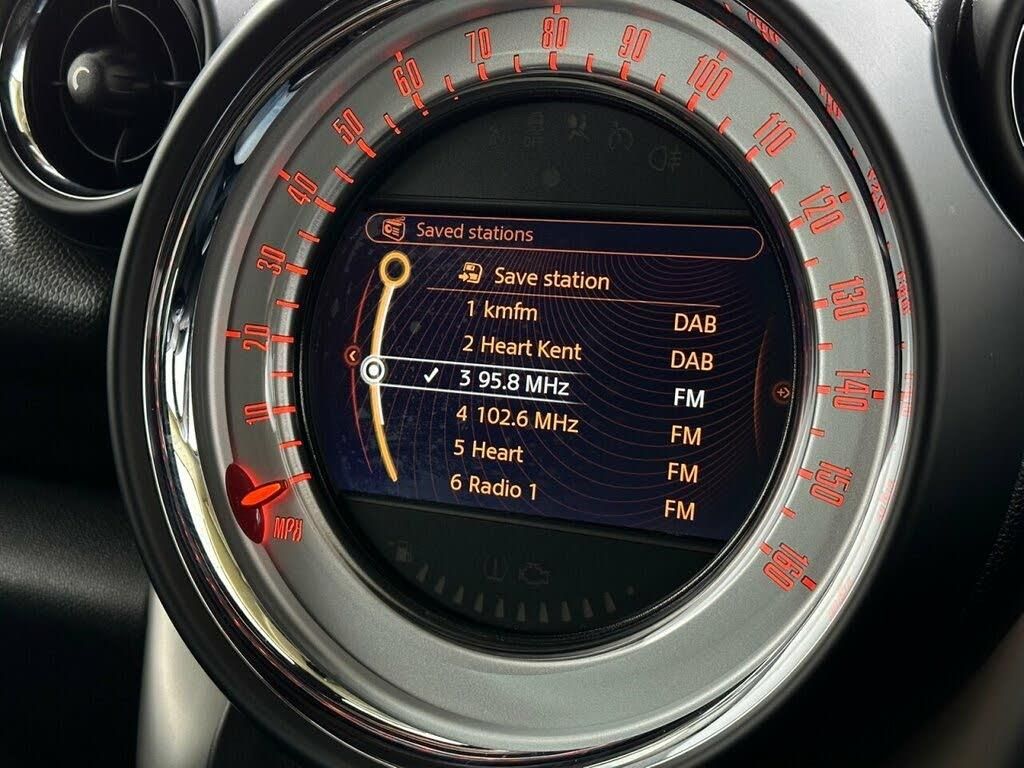 10
20
30
40
50
60
70
80
90
100
110
120
130
140
150
160
MPH
OFF
Saved stations
Save station
1 kmfm DAB
2 Heart Kent DAB
3 95.8 MHz FM
4 102.6 MHz FM
5 Heart FM
6 Radio 1 FM